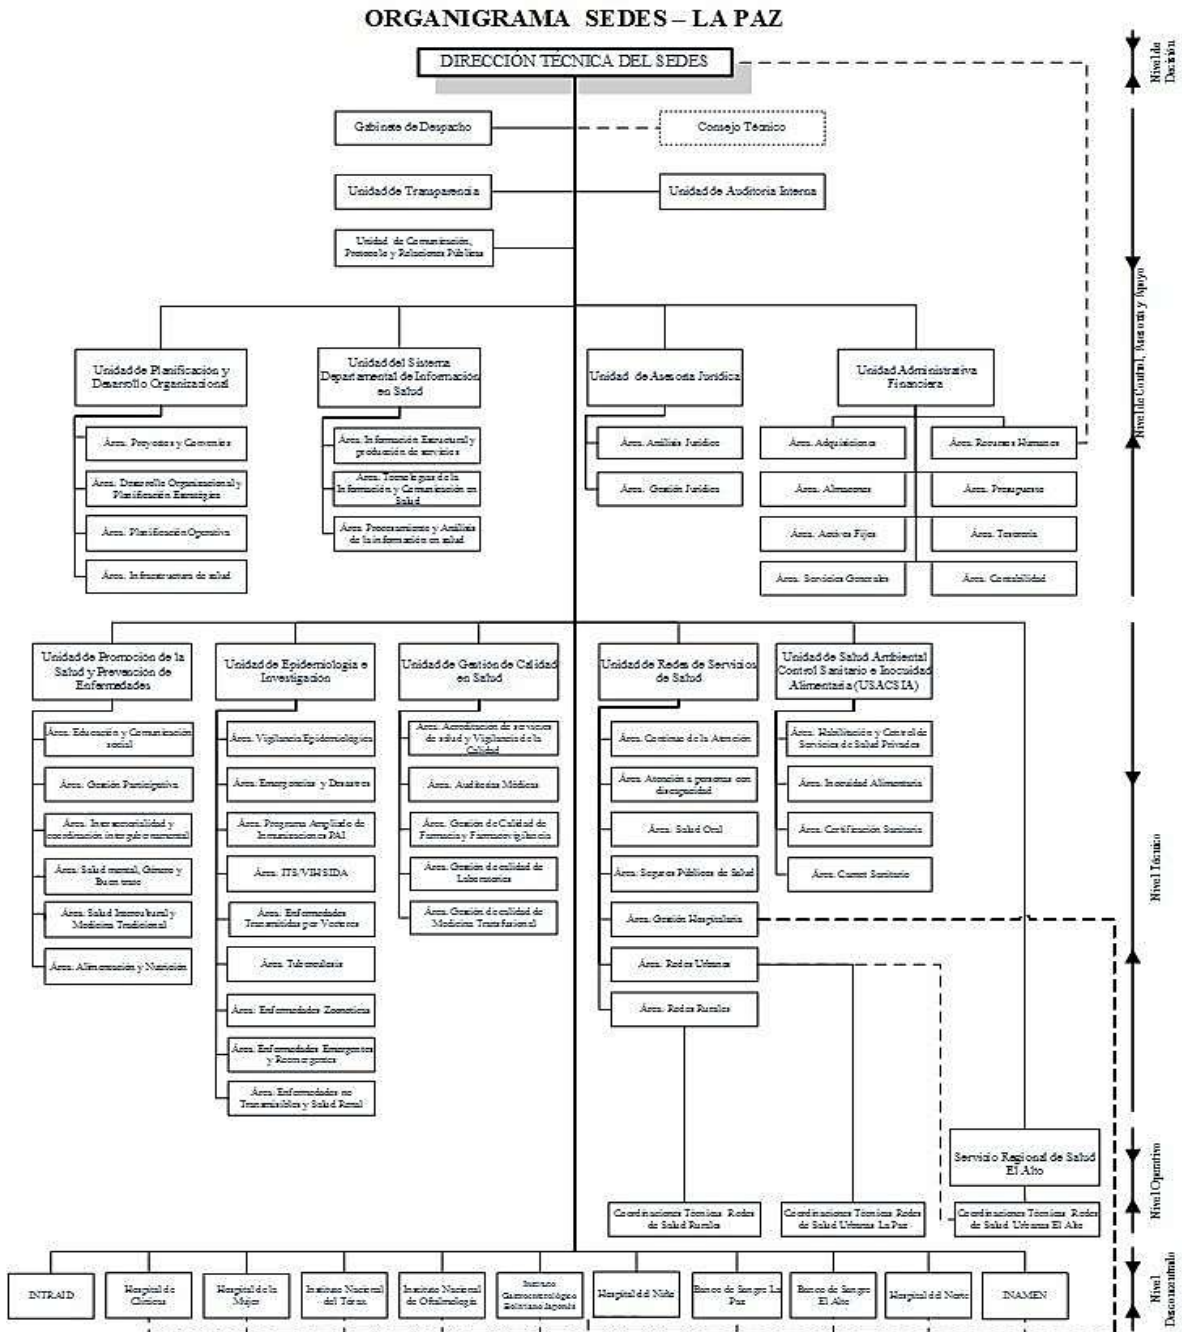 ORGANIGRAMA SEDES – LA PAZ
DIRECCIÓN TÉCNICA DEL SEDES
Nivel de
Decisión
Gabinete de Despacho
Consejo Técnico
Unidad de Transparencia
Unidad de Auditoria Interna
Unidad de Comunicación,
Protocolo y Relaciones Públicas
Nivel de Control, Asesoria y Apoyo
Unidad de Planificación y
Desarrollo Organizacional
Unidad del Sistema
Departamental de Información
en Salud
Unidad de Asesoria Jurídica
Unidad Administrativa
Financiera
Área. Proyectos y Convenios
Área. Desarrollo Organizacional y
Planificación Estratégica
Área. Planificación Operativa
Área. Infraestructura de salud
Área. Información Estructural y
producción de servicios
Área. Tecnologías de la
Información y Comunicación en
Salud
Área. Procesamiento y Análisis
de la información en salud
Área. Análisis Jurídico
Área. Gestión Jurídica
Área. Adquisiciones
Área. Recursos Humanos
Área. Almacenes
Área. Presupuesto
Área. Activos Fijos
Área. Tesorería
Área. Servicios Generales
Área. Contabilidad
Unidad de Promoción de la
Salud y Prevención de
Enfermedades
Unidad de Epidemiologia e
Investigación
Unidad de Gestión de Calidad
en Salud
Unidad de Redes de Servicios
de Salud
Unidad de Salud Ambiental
Control Sanitario e Inocuidad
Alimentaria (USACSIA)
Área. Educación y Comunicación
social
Área. Gestión Participativa
Área. Intersectorialidad y
coordinación intergubernamental
Área. Salud mental, Género y
Buen trato
Área. Salud Intercultural y
Medicina Tradicional
Área. Alimentación y Nutrición
Área. Vigilancia Epidemiológica
Área. Emergencias y Desastres
Área. Programa Ampliado de
Inmunizaciones PAI
Área. ITS/VIH/SIDA
Área. Enfermedades
Transmitidas por Vectores
Área. Tuberculosis
Área. Enfermedades Zoonoticas
Área. Enfermedades Emergentes
y Reemergentes
Área. Enfermedades no
Transmisibles y Salud Renal
Área. Acreditación de servicios
de salud y Vigilancia de la
Calidad
Área. Auditorías Médicas
Área. Gestión de Calidad de
Farmacia y Farmacovigilancia
Área. Gestión de calidad de
Laboratorios
Área. Gestión de calidad de
Medicina Transfusional
Área. Continuo de la Atención
Área. Atención a personas con
discapacidad
Área. Salud Oral
Área. Seguros Públicos de Salud
Área. Gestión Hospitalaria
Área. Redes Urbanas
Área. Redes Rurales
Área. Habilitación y Control de
Servicios de Salud Privados
Área. Inocuidad Alimentaria
Área. Certificación Sanitaria
Área. Carnet Sanitario
Nivel Técnico
Servicio Regional de Salud
El Alto
Nivel Operativo
Coordinaciones Técnicas Redes
de Salud Rurales
Coordinaciones Técnicas Redes
de Salud Urbanas La Paz
Coordinaciones Técnicas Redes
de Salud Urbanas El Alto
INTRAID
Hospital de
Clínicas
Hospital de la
Mujer
Instituto Nacional
del Tórax
Instituto Nacional
de Oftalmología
Instituto
Gastroenterológico
Boliviano Japonés
Hospital del Niño
Banco de Sangre La
Paz
Banco de Sangre
El Alto
Hospital del Norte
INAMEN
Nivel
Desconcentrado